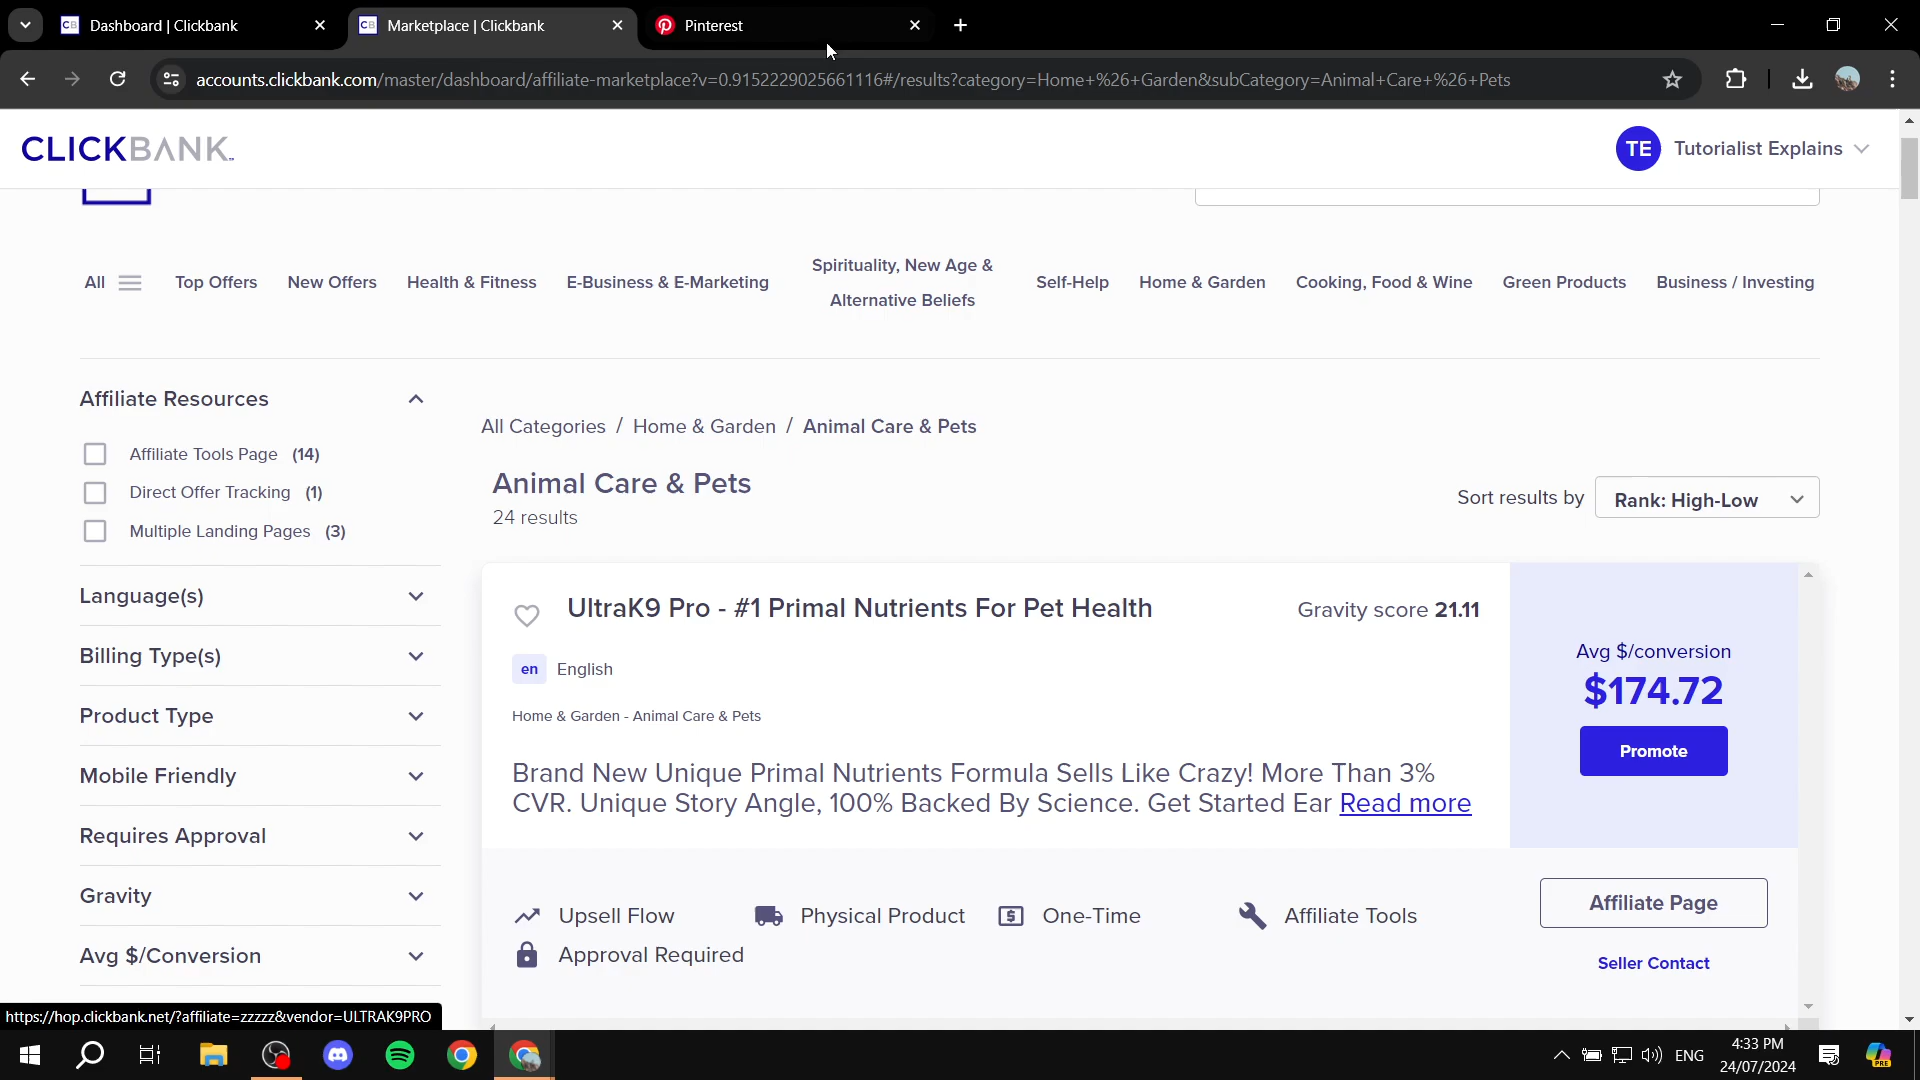 Dashboard | Clickbank
Marketplace | Clickbank
Pinterest
accounts.clickbank.com/master/dashboard/affiliate-marketplace?v=0.9152229025661116#/results?category=Home+%26+Garden&subCategory=Animal+Care+%26+Pets
CLICKBANK
TE Tutorialist Explains
All
Top Offers
New Offers
Health & Fitness
E-Business & E-Marketing
Spirituality, New Age &
Alternative Beliefs
Self-Help
Home & Garden
Cooking, Food & Wine
Green Products
Business / Investing
Affiliate Resources
Affiliate Tools Page (14)
Direct Offer Tracking (1)
Multiple Landing Pages (3)
Language(s)
Billing Type(s)
Product Type
Mobile Friendly
Requires Approval
Gravity
Avg $/Conversion
All Categories / Home & Garden / Animal Care & Pets
Animal Care & Pets
24 results
Sort results by Rank: High-Low
UltraK9 Pro - #1 Primal Nutrients For Pet Health
Gravity score 21.11
en English
Home & Garden - Animal Care & Pets
Brand New Unique Primal Nutrients Formula Sells Like Crazy! More Than 3%
CVR. Unique Story Angle, 100% Backed By Science. Get Started Ear Read more
Avg $/conversion
$174.72
Promote
Upsell Flow
Physical Product
One-Time
Affiliate Tools
Approval Required
Affiliate Page
Seller Contact
https://hop.clickbank.net/?affiliate=zzzzz&vendor=ULTRAK9PRO
ENG
4:33 PM
24/07/2024
PRE